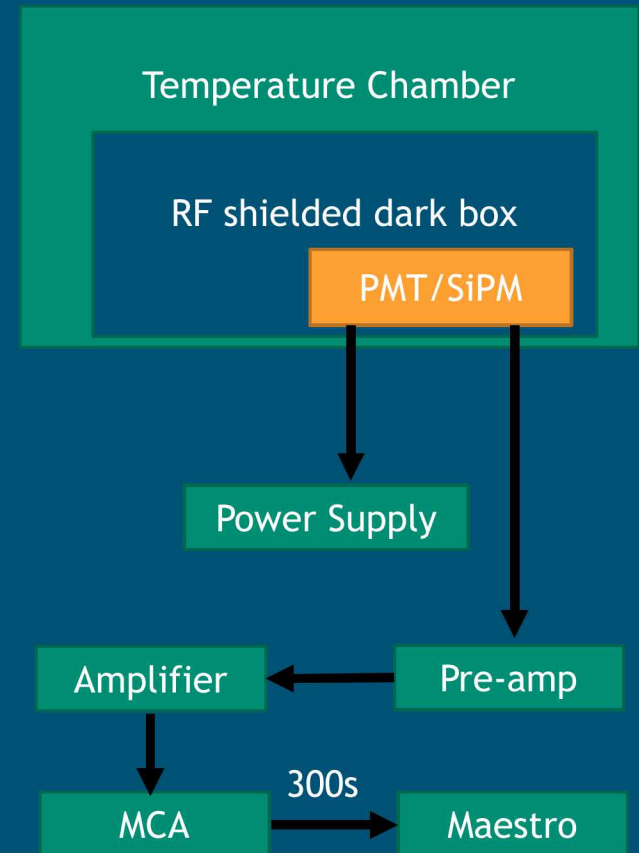 Temperature Chamber
RF shielded dark box
PMT/SiPM
Power Supply
Amplifier
Pre-amp
300s
MCA
Maestro